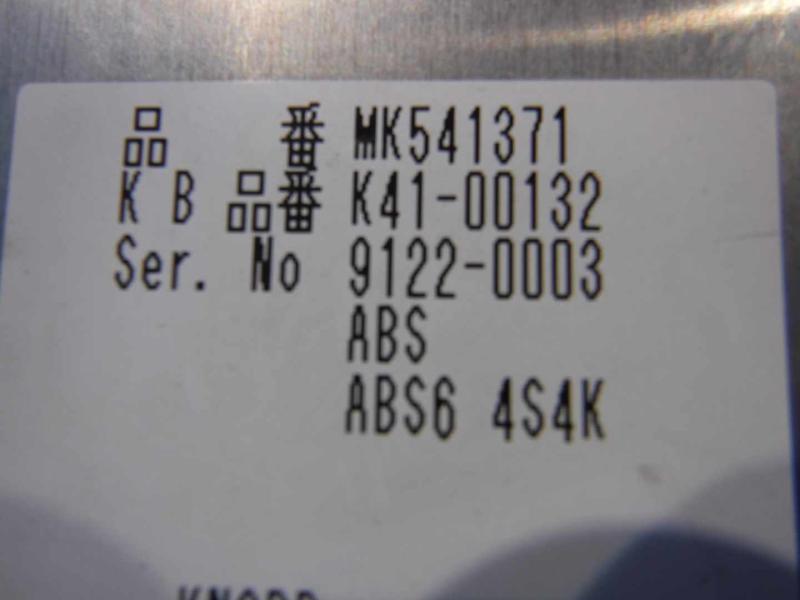 品 番 MK541371
K B 品番 K41-00132
Ser. No 9122-0003
ABS
ABS6 4S4K